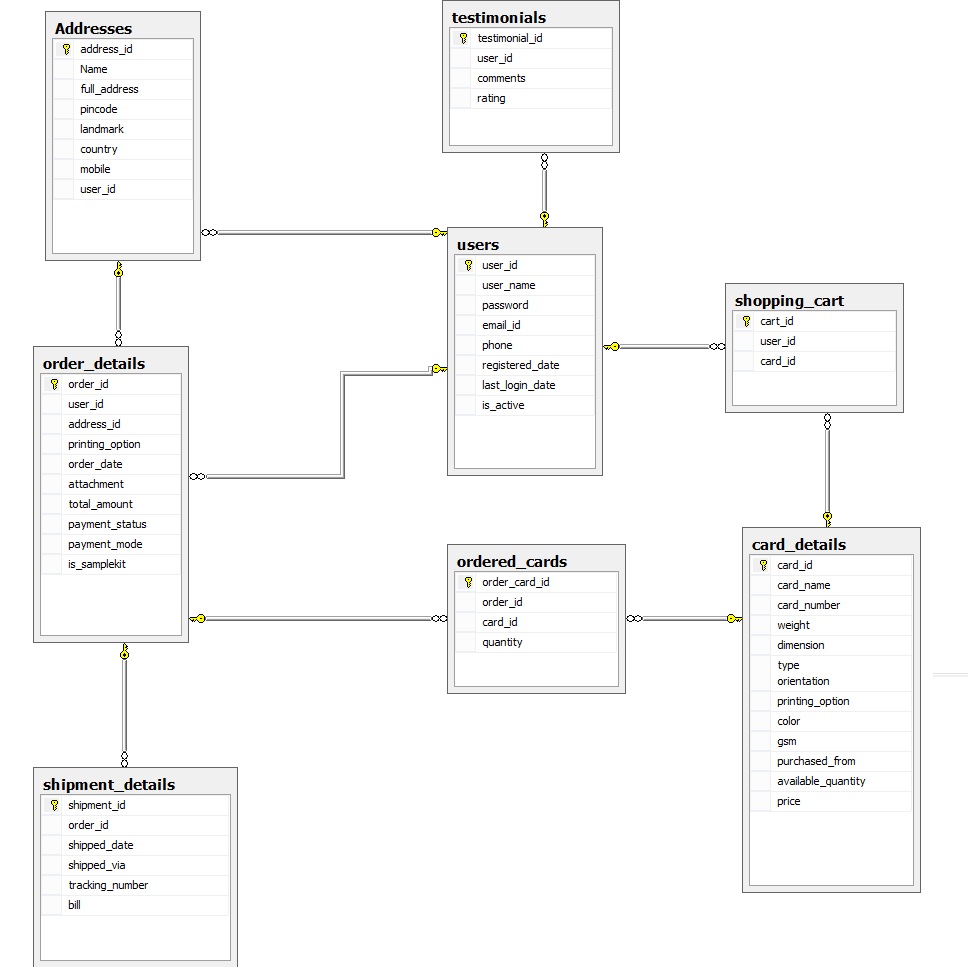 Addresses
address_id
Name
full_address
pincode
landmark
country
mobile
user_id
testimonials
testimonial_id
user_id
comments
rating
users
user_id
user_name
password
email_id
phone
registered_date
last_login_date
is_active
shopping_cart
cart_id
user_id
card_id
order_details
order_id
user_id
address_id
printing_option
order_date
attachment
total_amount
payment_status
payment_mode
is_samplekit
ordered_cards
order_card_id
order_id
card_id
quantity
card_details
card_id
card_name
card_number
weight
dimension
type
orientation
printing_option
color
gsm
purchased_from
available_quantity
price
shipment_details
shipment_id
order_id
shipped_date
shipped_via
tracking_number
bill